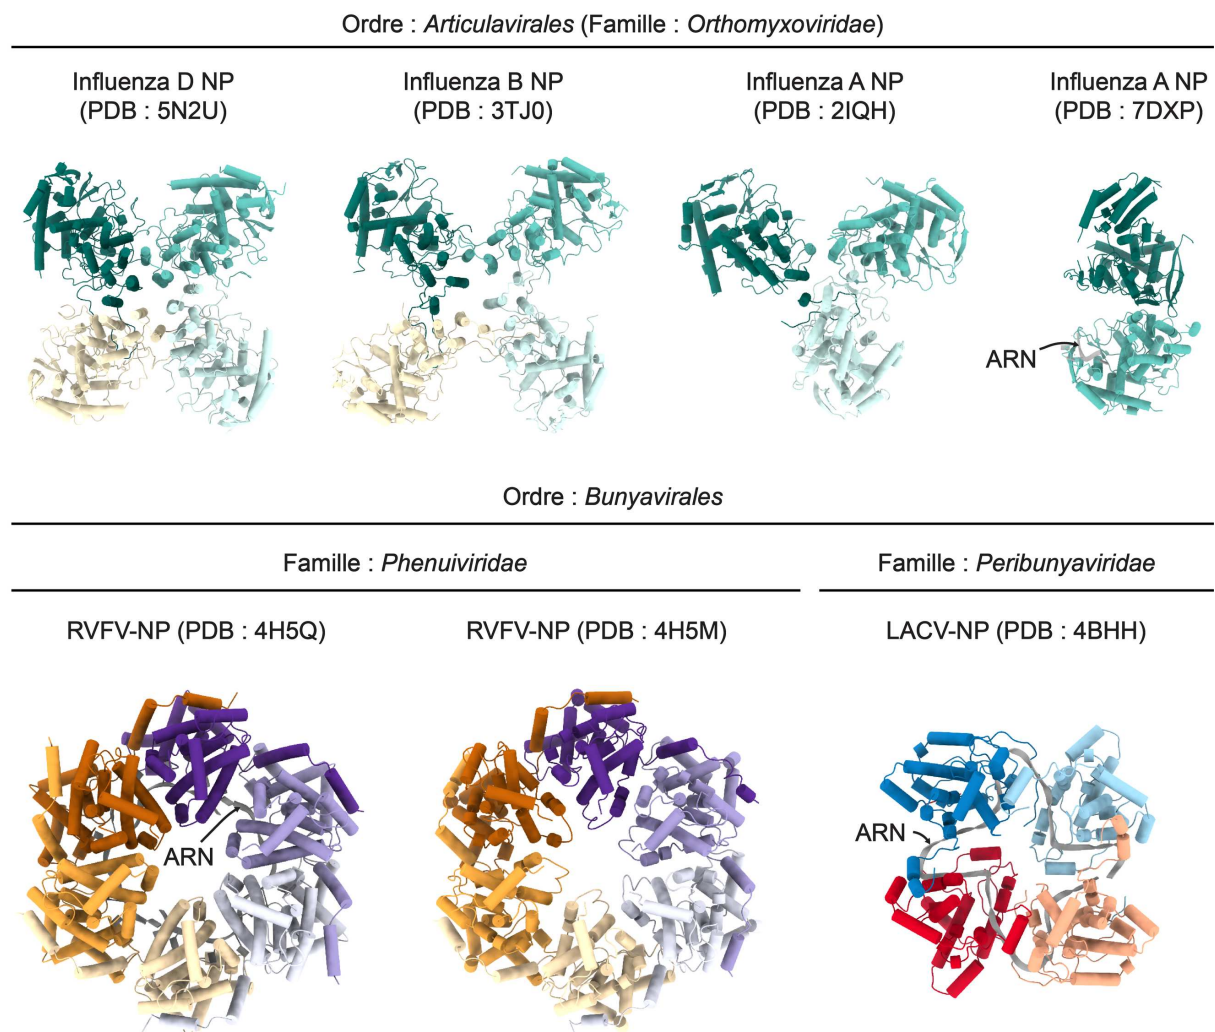 Ordre : Articulavirales (Famille : Orthomyxoviridae)
Influenza D NP
(PDB : 5N2U)
Influenza B NP
(PDB : 3TJ0)
Influenza A NP
(PDB : 2IQH)
Influenza A NP
(PDB : 7DXP)
ARN
Ordre : Bunyavirales
Famille : Phenuiviridae
Famille : Peribunyaviridae
RVFV-NP (PDB : 4H5Q)
RVFV-NP (PDB : 4H5M)
LACV-NP (PDB : 4BHH)
ARN
ARN